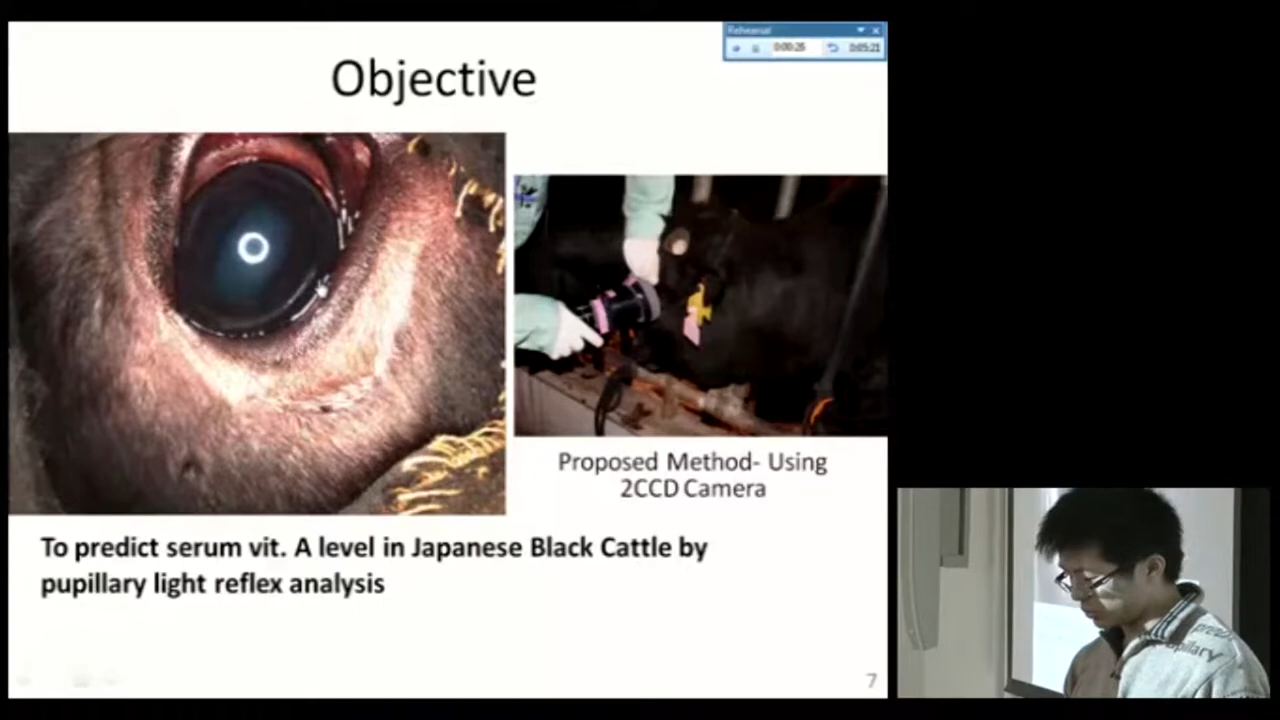 Rehearsal
0:00:26
0:05:21
Objective
Proposed Method- Using
2CCD Camera
To predict serum vit. A level in Japanese Black Cattle by
pupillary light reflex analysis
7
pupillary